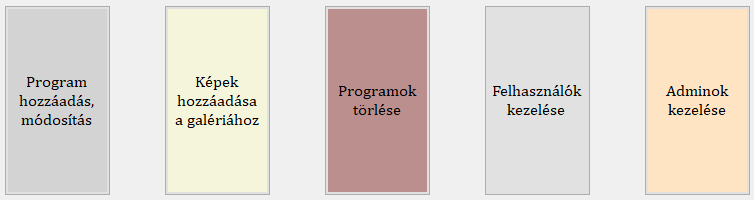 Program
hozzáadás,
módosítás
Képek
hozzáadása
a galériához
Programok
törlése
Felhasználók
kezelése
Adminok
kezelése